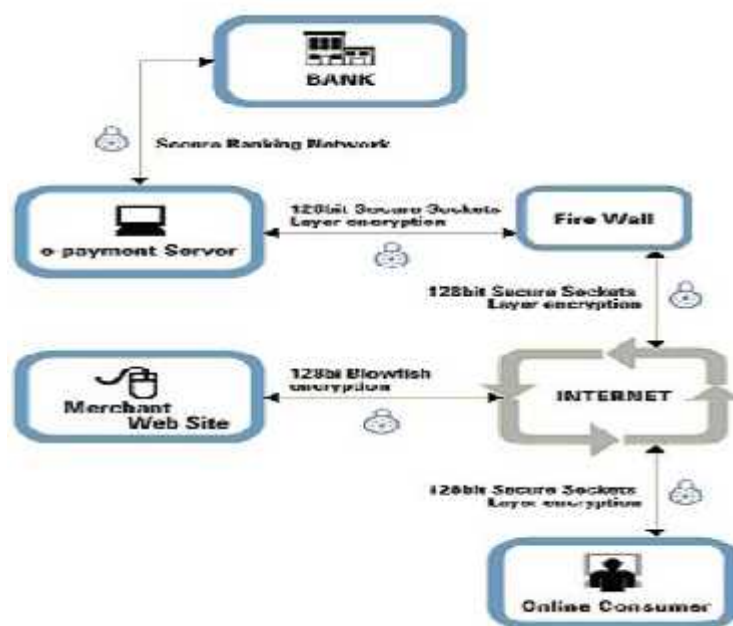 BANK
Secure Banking Network
128bit Secure Sockets
Layer encryption
Fire Wall
e-payment Server
128bit Secure Sockets
Layer encryption
128bi Blowfish
encryption
INTERNET
Merchant
Web Site
128bit Secure Sockets
Layer encryption
Online Consumer